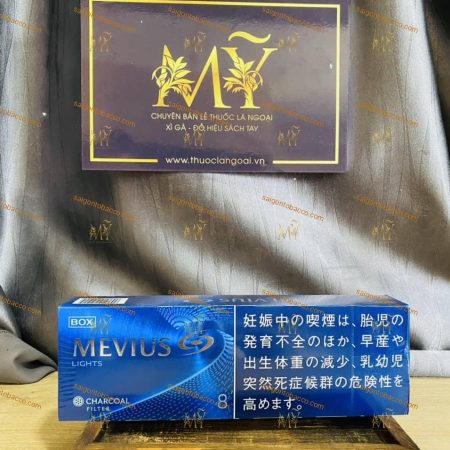 MỸ
CHUYÊN BÁN LẺ THUỐC LÁ NGOẠI
XÌ GÀ - ĐỒ HIỆU SÁCH TAY
www.thuoclangoai.vn
saigontobacco.com
BOX
MEVIUS
LIGHTS
CHARCOAL
FILTER
8
妊娠中の喫煙は、胎児の
発育不全のほか、早産や
出生体重の減少、乳幼児
突然死症候群の危険性を
高めます。